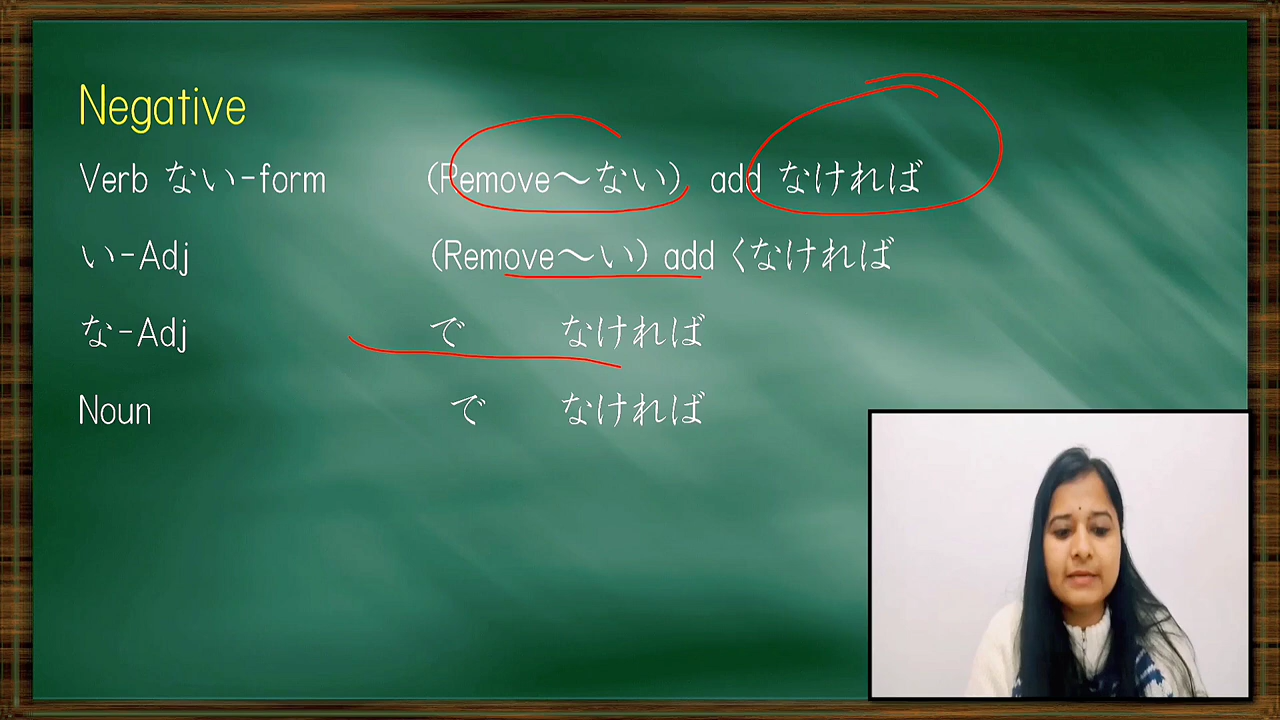 Negative
Verb ない-form (Remove～ない) add なければ
い-Adj (Remove～い) add くなければ
な-Adj で なければ
Noun で なければ